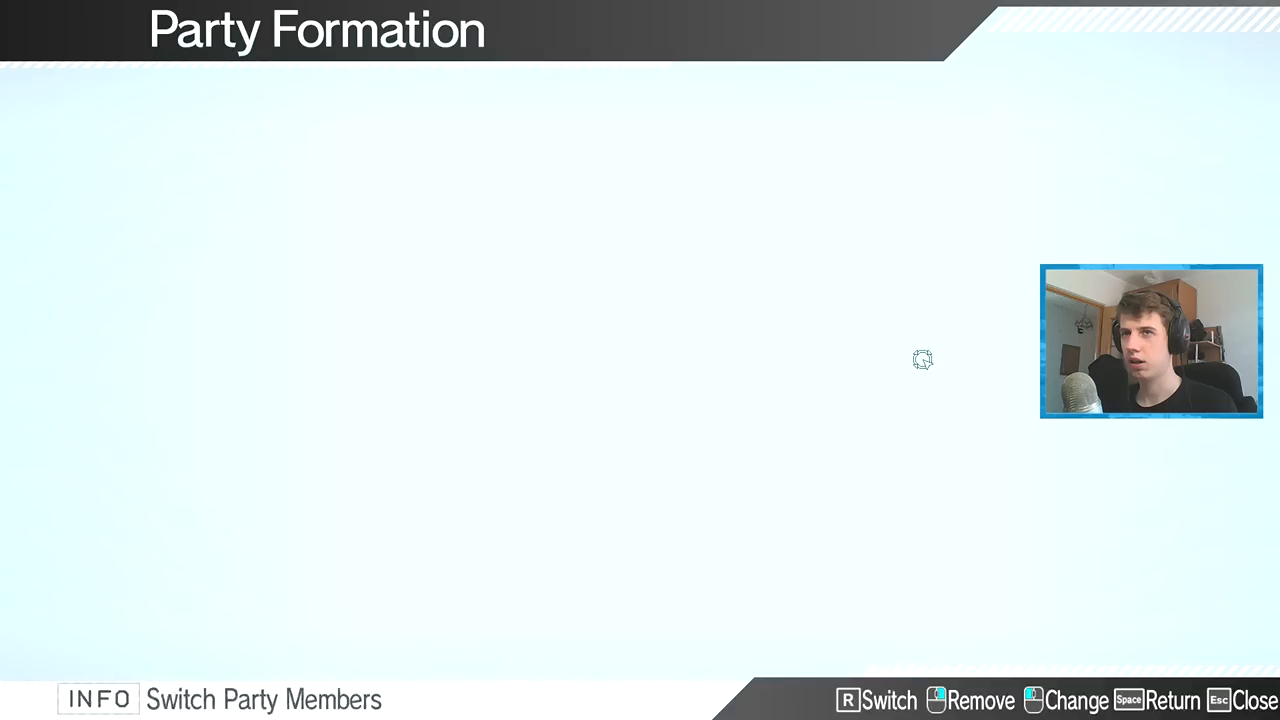 Party Formation
INFO Switch Party Members
R Switch Remove Change Space Return Esc Close